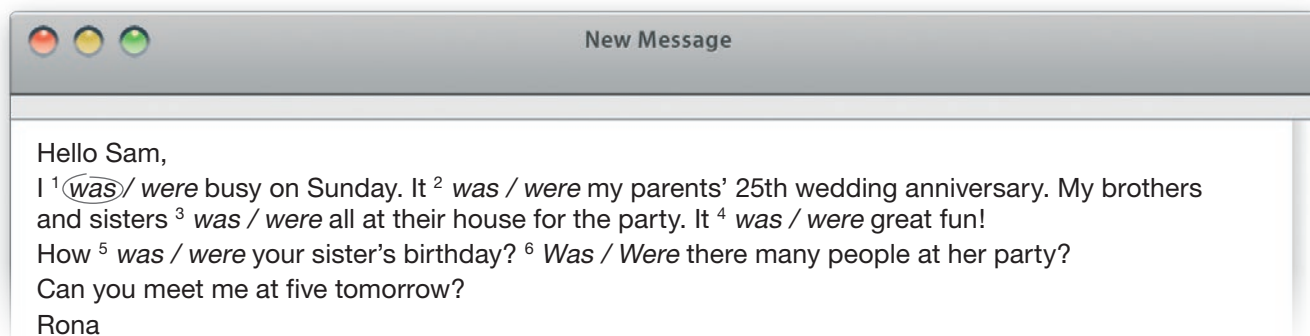 New Message
Hello Sam,
I ¹ was / were busy on Sunday. It ² was / were my parents’ 25th wedding anniversary. My brothers
and sisters ³ was / were all at their house for the party. It ⁴ was / were great fun!
How ⁵ was / were your sister’s birthday? ⁶ Was / Were there many people at her party?
Can you meet me at five tomorrow?
Rona